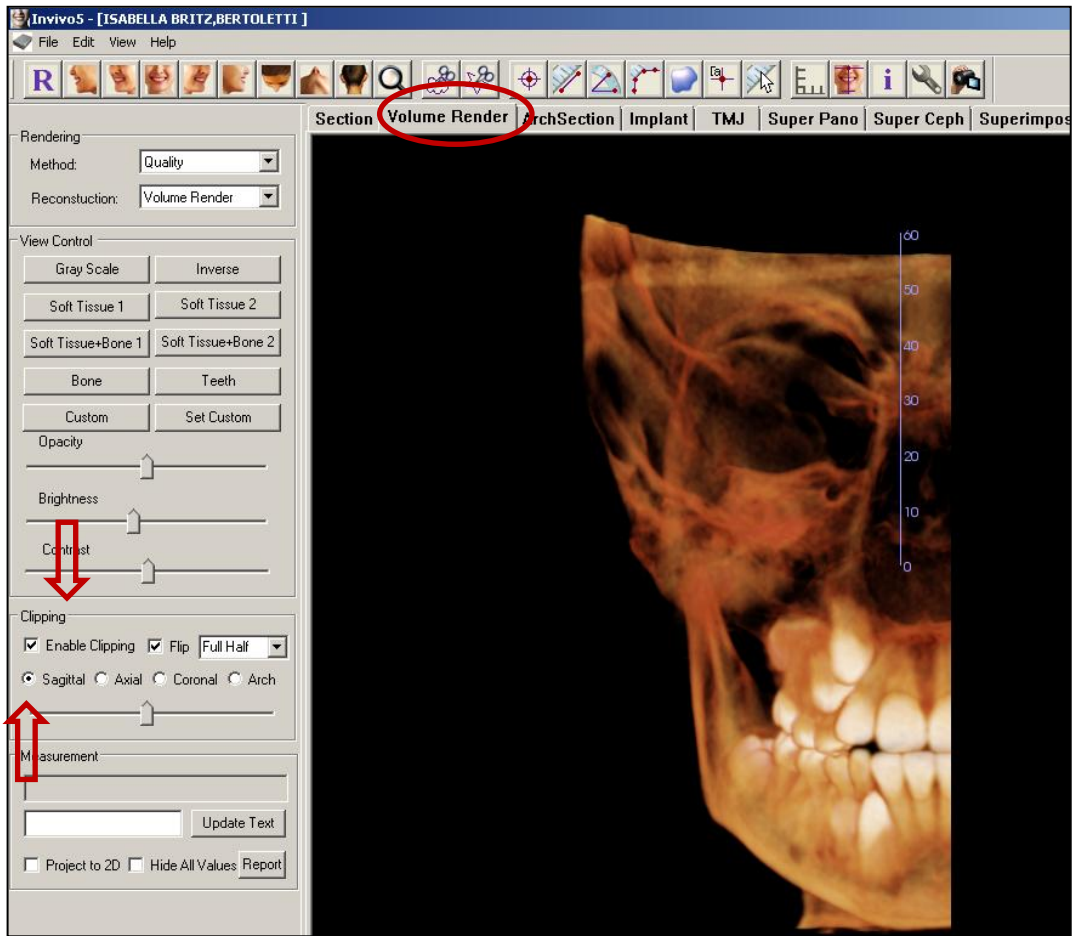 Invivo5 - [ISABELLA BRITZ,BERTOLETTI ]
File Edit View Help
R i
Section Volume Render ArchSection Implant TMJ Super Pano Super Ceph Superimpos
Rendering
Method: Quality
Reconstuction: Volume Render
View Control
Gray Scale Inverse
Soft Tissue 1 Soft Tissue 2
Soft Tissue+Bone 1 Soft Tissue+Bone 2
Bone Teeth
Custom Set Custom
Opacity
Brightness
Contrast
Clipping
Enable Clipping Flip Full Half
Sagittal Axial Coronal Arch
Measurement
Update Text
Project to 2D Hide All Values Report
60
50
40
30
20
10
0